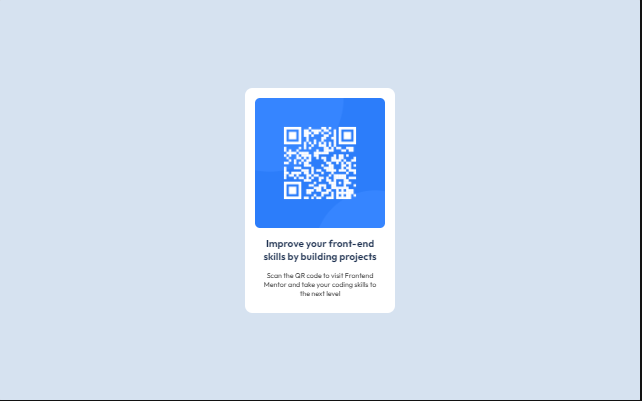 Improve your front-end
skills by building projects
Scan the QR code to visit Frontend
Mentor and take your coding skills to
the next level